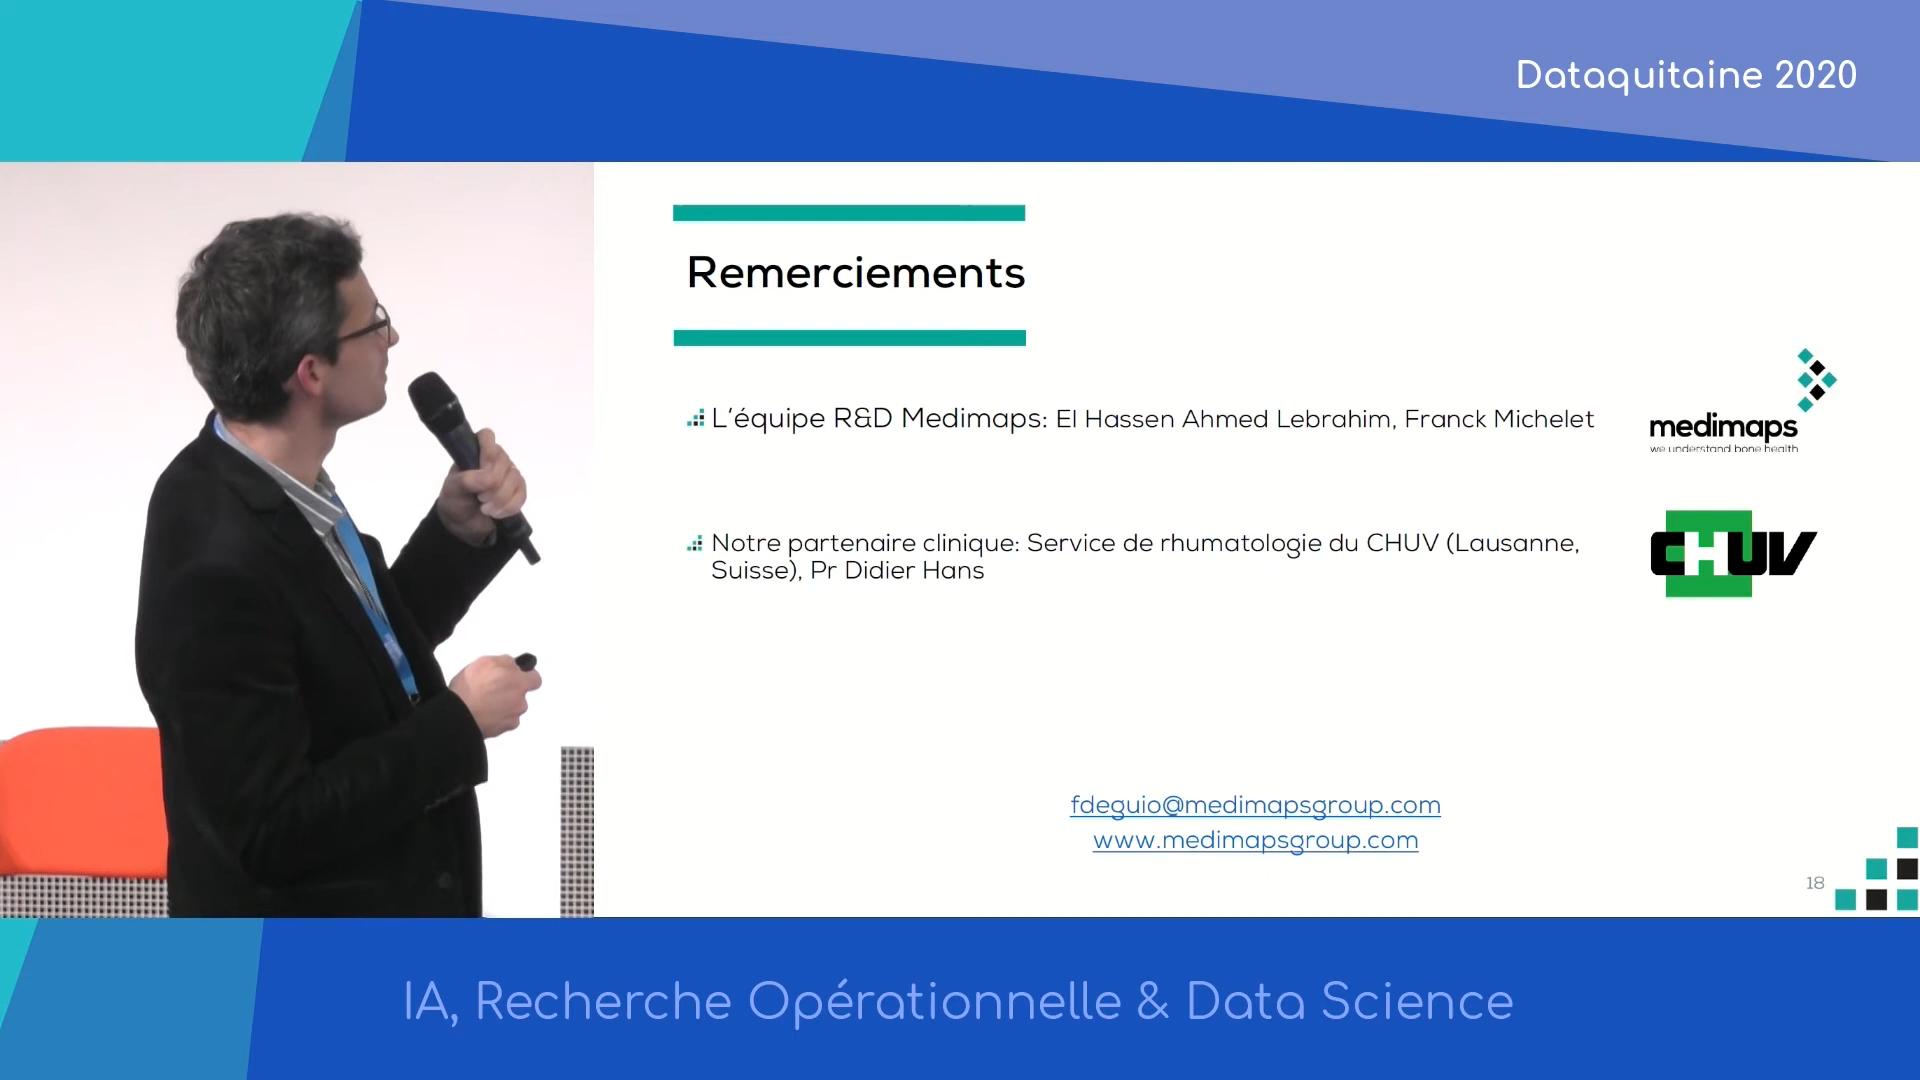 Dataquitaine 2020
Remerciements
L'équipe R&D Medimaps: El Hassen Ahmed Lebrahim, Franck Michelet
medimaps
we understand bone health
Notre partenaire clinique: Service de rhumatologie du CHUV (Lausanne,
Suisse), Pr Didier Hans
CHUV
fdeguio@medimapsgroup.com
www.medimapsgroup.com
18
IA, Recherche Opérationnelle & Data Science